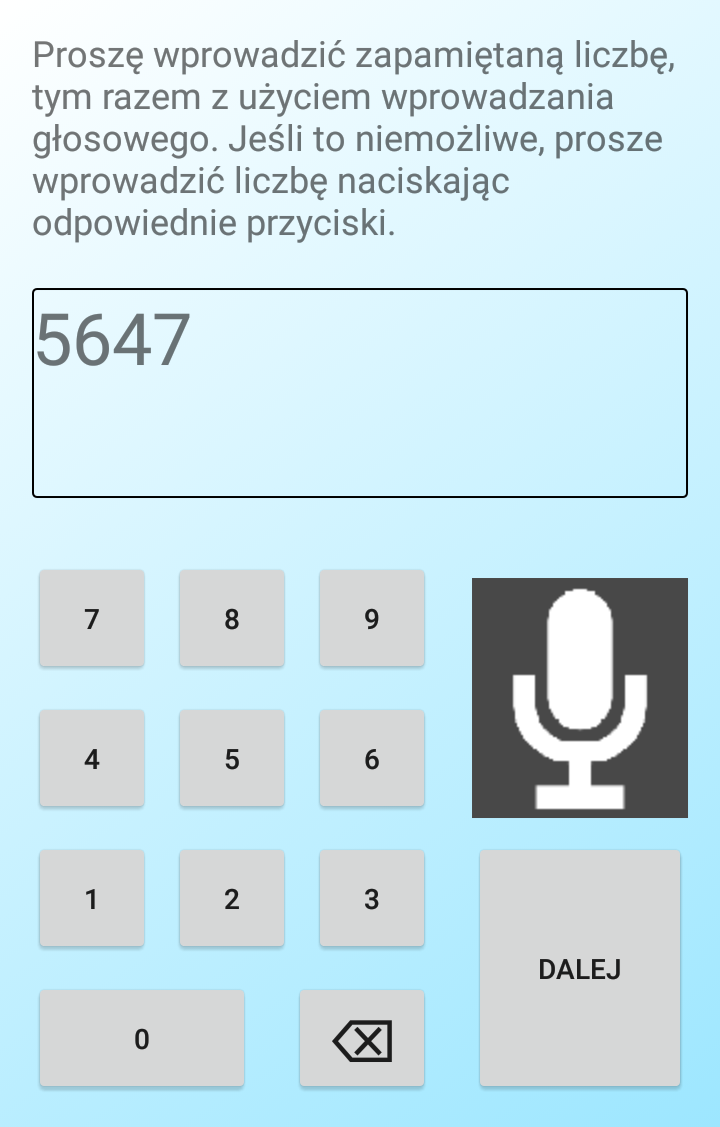 Proszę wprowadzić zapamiętaną liczbę,
tym razem z użyciem wprowadzania
głosowego. Jeśli to niemożliwe, prosze
wprowadzić liczbę naciskając
odpowiednie przyciski.
5647
7 8 9
4 5 6
1 2 3
DALEJ
0